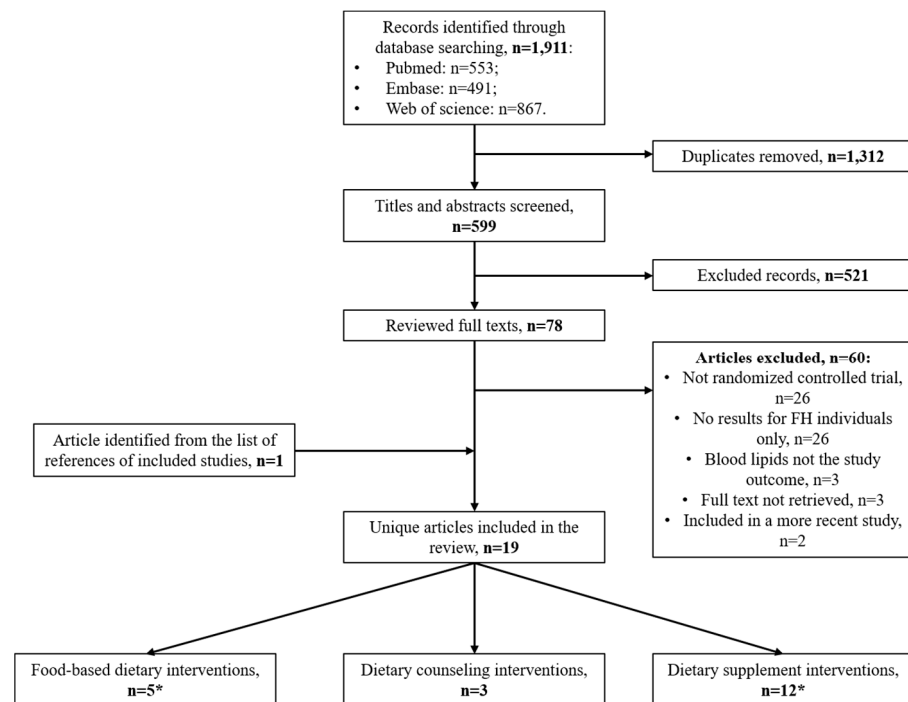 Records identified through
database searching, n=1,911:
• Pubmed: n=553;
• Embase: n=491;
• Web of science: n=867.
Duplicates removed, n=1,312
Titles and abstracts screened,
n=599
Excluded records, n=521
Reviewed full texts, n=78
Articles excluded, n=60:
• Not randomized controlled trial,
n=26
• No results for FH individuals
only, n=26
• Blood lipids not the study
outcome, n=3
• Full text not retrieved, n=3
• Included in a more recent study,
n=2
Article identified from the list of
references of included studies, n=1
Unique articles included in the
review, n=19
Food-based dietary interventions,
n=5*
Dietary counseling interventions,
n=3
Dietary supplement interventions,
n=12*